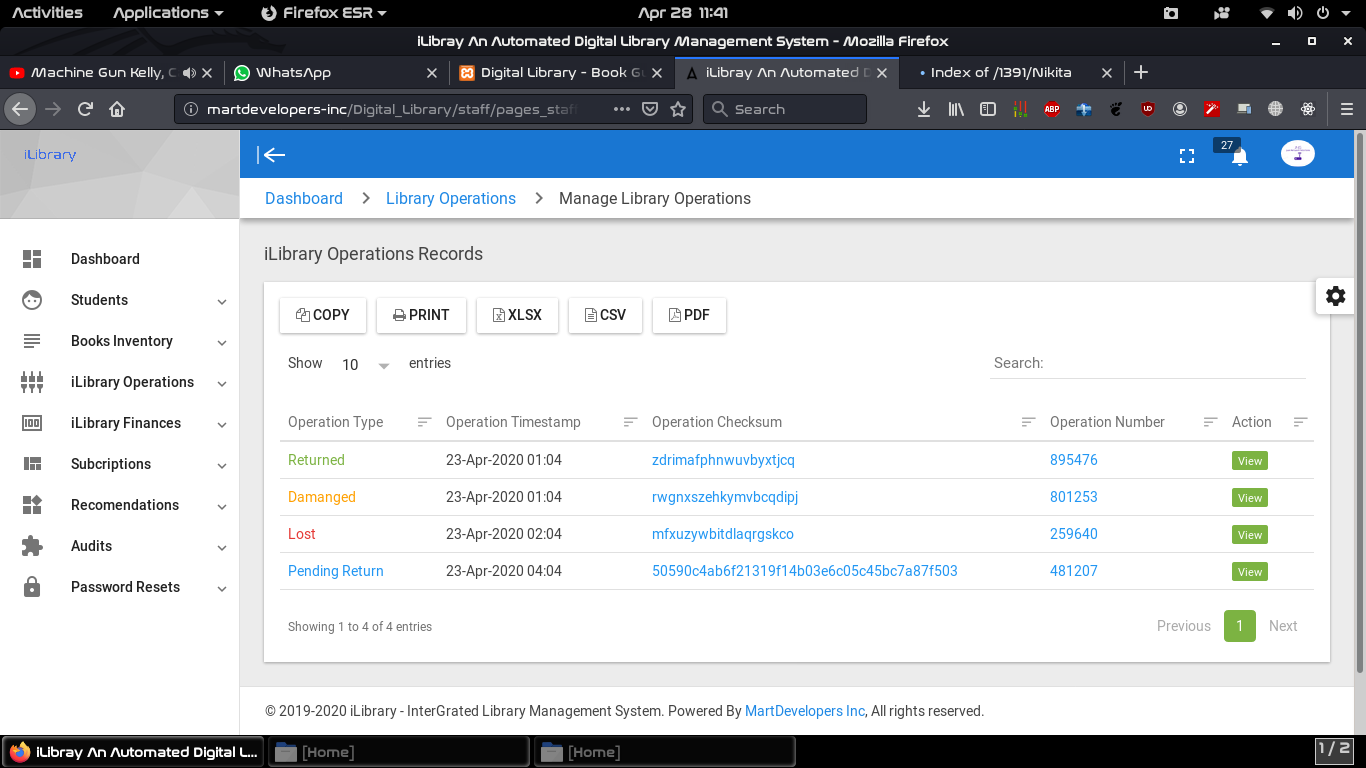 Activities Applications Firefox ESR Apr 28 11:41
iLibray An Automated Digital Library Management System - Mozilla Firefox
Machine Gun Kelly, C WhatsApp Digital Library - Book Gu iLibray An Automated D Index of /1391/Nikita
martdevelopers-inc/Digital_Library/staff/pages_staf Search ABP
iLibrary 27
Dashboard Library Operations Manage Library Operations
iLibrary Operations Records
Dashboard
Students
Books Inventory
iLibrary Operations
iLibrary Finances
Subcriptions
Recomendations
Audits
Password Resets
COPY PRINT XLSX CSV PDF
Show 10 entries Search:
Operation Type Operation Timestamp Operation Checksum Operation Number Action
Returned 23-Apr-2020 01:04 zdrimafphnwuvbyxtjcq 895476 View
Damanged 23-Apr-2020 01:04 rwgnxszehkymvbcqdipj 801253 View
Lost 23-Apr-2020 02:04 mfxuzywbitdlaqrgskco 259640 View
Pending Return 23-Apr-2020 04:04 50590c4ab6f21319f14b03e6c05c45bc7a87f503 481207 View
Showing 1 to 4 of 4 entries Previous 1 Next
© 2019-2020 iLibrary - InterGrated Library Management System. Powered By MartDevelopers Inc, All rights reserved.
iLibray An Automated Digital L... [Home] [Home] 1 / 2